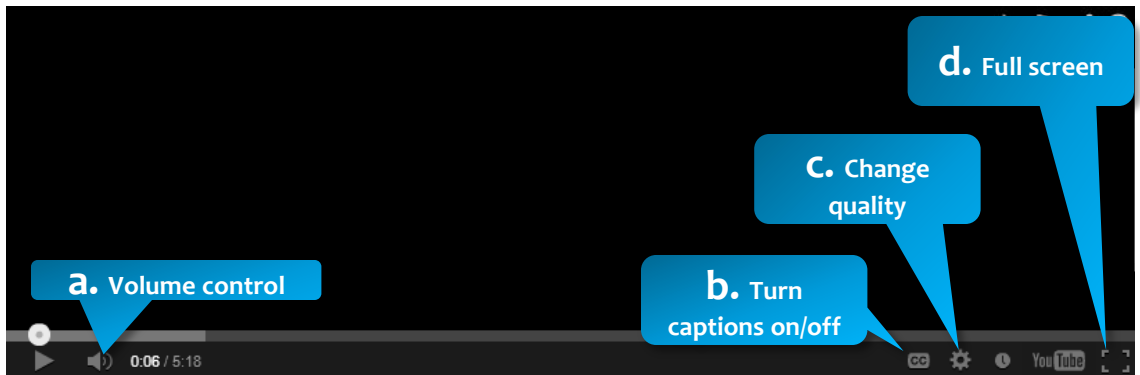 d. Full screen
c. Change
quality
a. Volume control
b. Turn
captions on/off
0:06 / 5:18
CC
YouTube